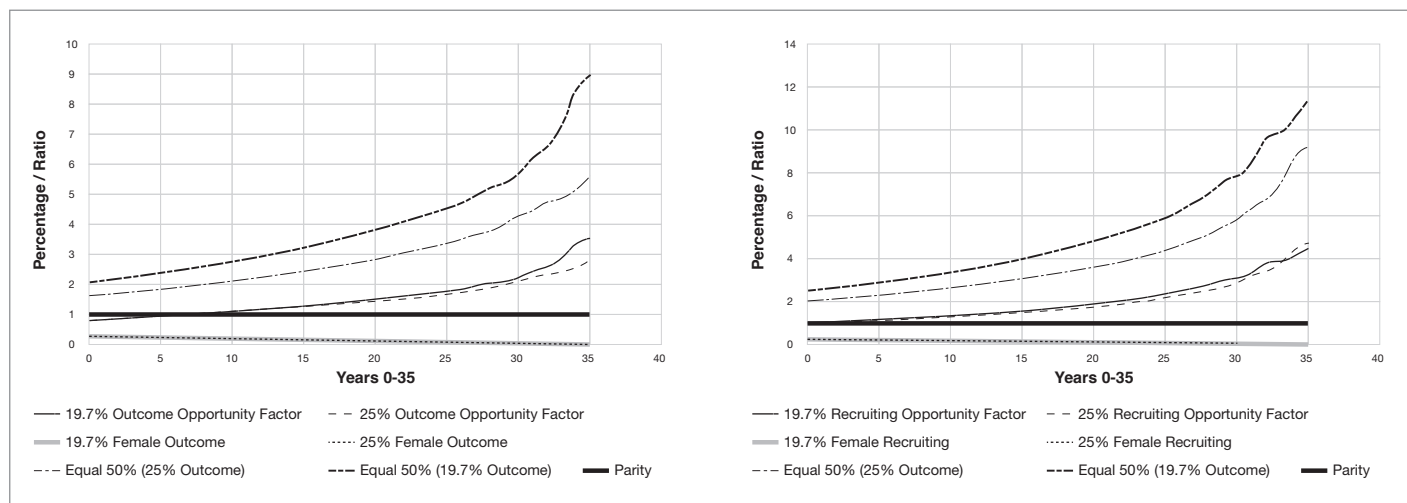 10
9
8
7
6
5
4
3
2
1
0
Percentage / Ratio
0 5 10 15 20 25 30 35 40
Years 0-35
19.7% Outcome Opportunity Factor 25% Outcome Opportunity Factor
19.7% Female Outcome 25% Female Outcome
Equal 50% (25% Outcome) Equal 50% (19.7% Outcome) Parity
14
12
10
8
6
4
2
0
Percentage / Ratio
0 5 10 15 20 25 30 35 40
Years 0-35
19.7% Recruiting Opportunity Factor 25% Recruiting Opportunity Factor
19.7% Female Recruiting 25% Female Recruiting
Equal 50% (25% Outcome) Equal 50% (19.7% Outcome) Parity